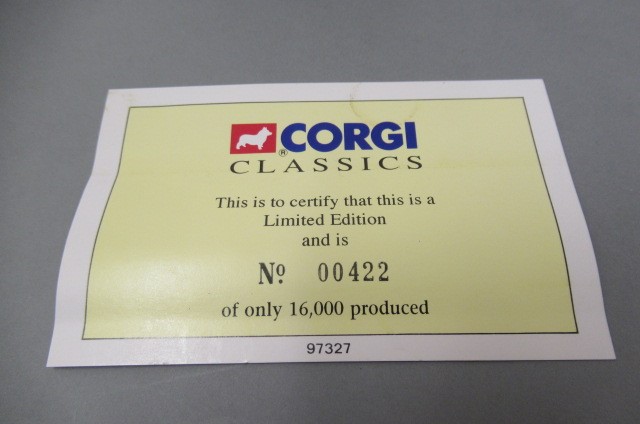 CORGI
®
CLASSICS
This is to certify that this is a
Limited Edition
and is
Nº 00422
of only 16,000 produced
97327